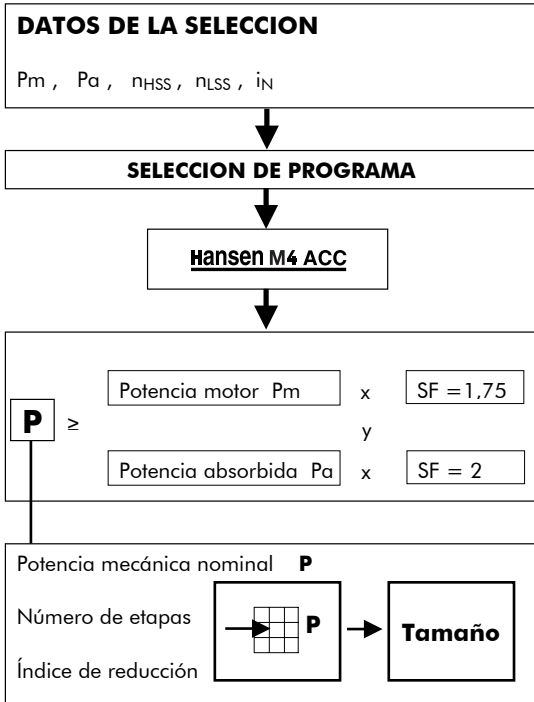 DATOS DE LA SELECCION
Pm , Pa , nHSS , nLSS , iN
SELECCION DE PROGRAMA
Hansen M4 ACC
Potencia motor Pm x SF =1,75
P ≥
y
Potencia absorbida Pa x SF = 2
Potencia mecánica nominal P
Número de etapas
P
Tamaño
Índice de reducción